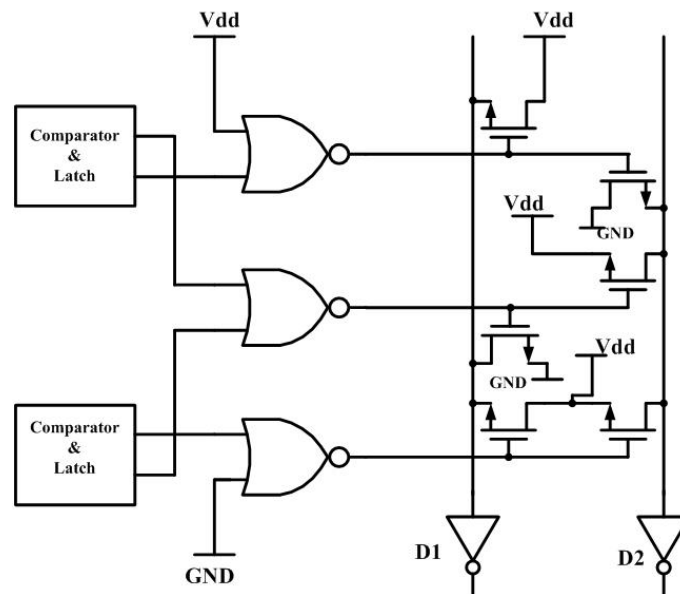 Vdd
Vdd
Comparator
&
Latch
Vdd
GND
Vdd
GND
Comparator
&
Latch
D1
D2
GND